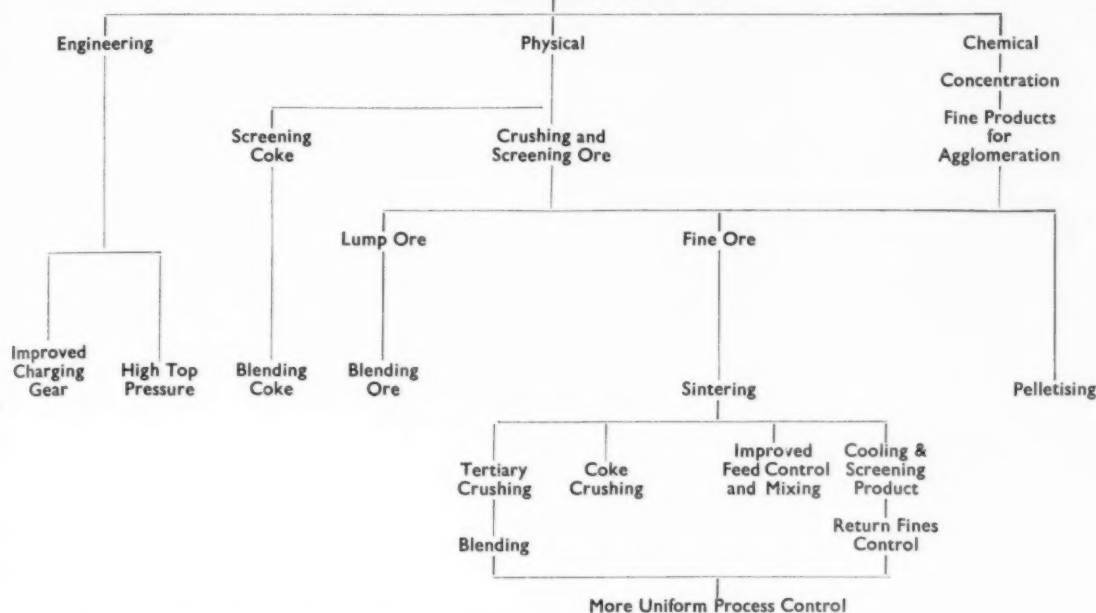 Engineering
Physical
Chemical
Concentration
Fine Products
for
Agglomeration
Screening
Coke
Crushing and
Screening Ore
Lump Ore
Fine Ore
Improved
Charging
Gear
High Top
Pressure
Blending
Coke
Blending
Ore
Sintering
Pelletising
Tertiary
Crushing
Coke
Crushing
Improved
Feed Control
and Mixing
Cooling &
Screening
Product
Blending
Return Fines
Control
More Uniform Process Control